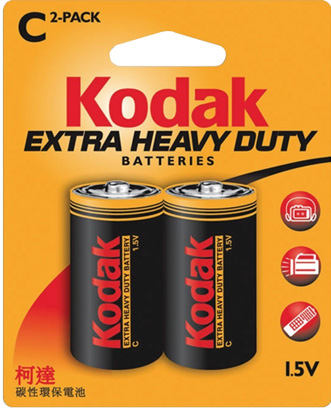 C 2-PACK
Kodak
EXTRA HEAVY DUTY
BATTERIES
Kodak
EXTRA HEAVY DUTY BATTERY
1.5V
C
Kodak
EXTRA HEAVY DUTY BATTERY
1.5V
C
柯達
碳性環保電池
1.5V